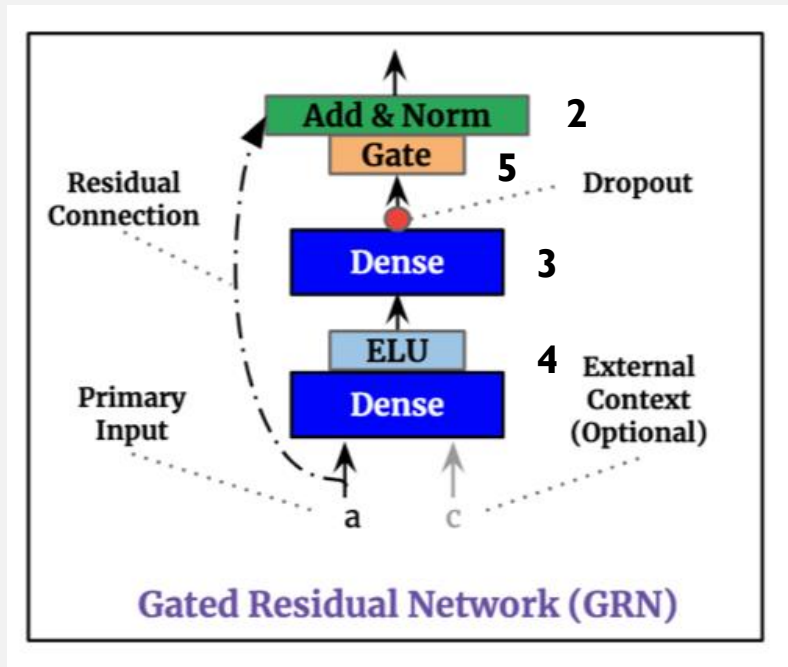 Add & Norm 2
Gate 5
Residual
Connection
Dropout
Dense 3
ELU 4
Dense
External
Context
(Optional)
Primary
Input
a
c
Gated Residual Network (GRN)